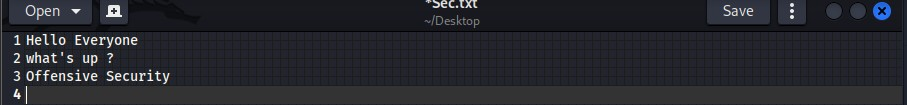 Open *Sec.txt Save
~/Desktop
1 Hello Everyone
2 what's up ?
3 Offensive Security
4